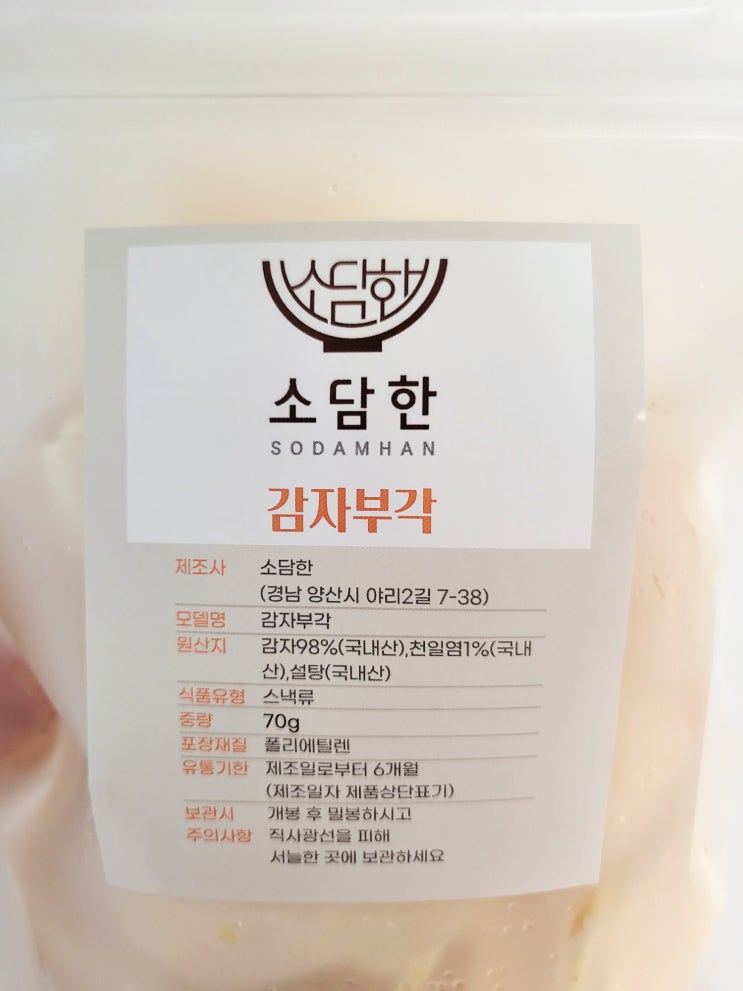 소담한
소담한
SODAMHAN
감자부각
제조사 소담한
(경남 양산시 야리2길 7-38)
모델명 감자부각
원산지 감자98%(국내산),천일염1%(국내
산),설탕(국내산)
식품유형 스낵류
중량 70g
포장재질 폴리에틸렌
유통기한 제조일로부터 6개월
(제조일자 제품상단표기)
보관시 개봉 후 밀봉하시고
주의사항 직사광선을 피해
서늘한 곳에 보관하세요